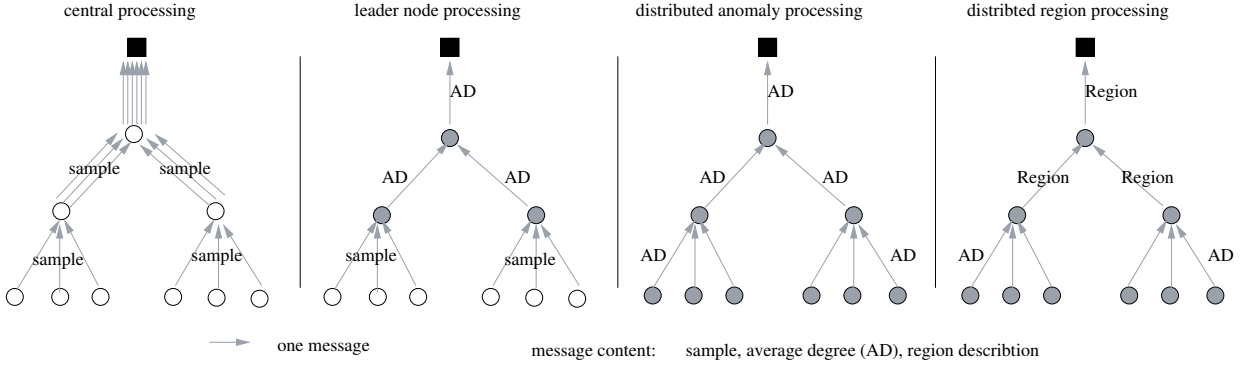 central processing
leader node processing
distributed anomaly processing
distribted region processing
AD
AD
Region
sample
sample
AD
AD
AD
AD
Region
Region
sample
sample
sample
sample
AD
AD
AD
AD
one message
message content: sample, average degree (AD), region describtion